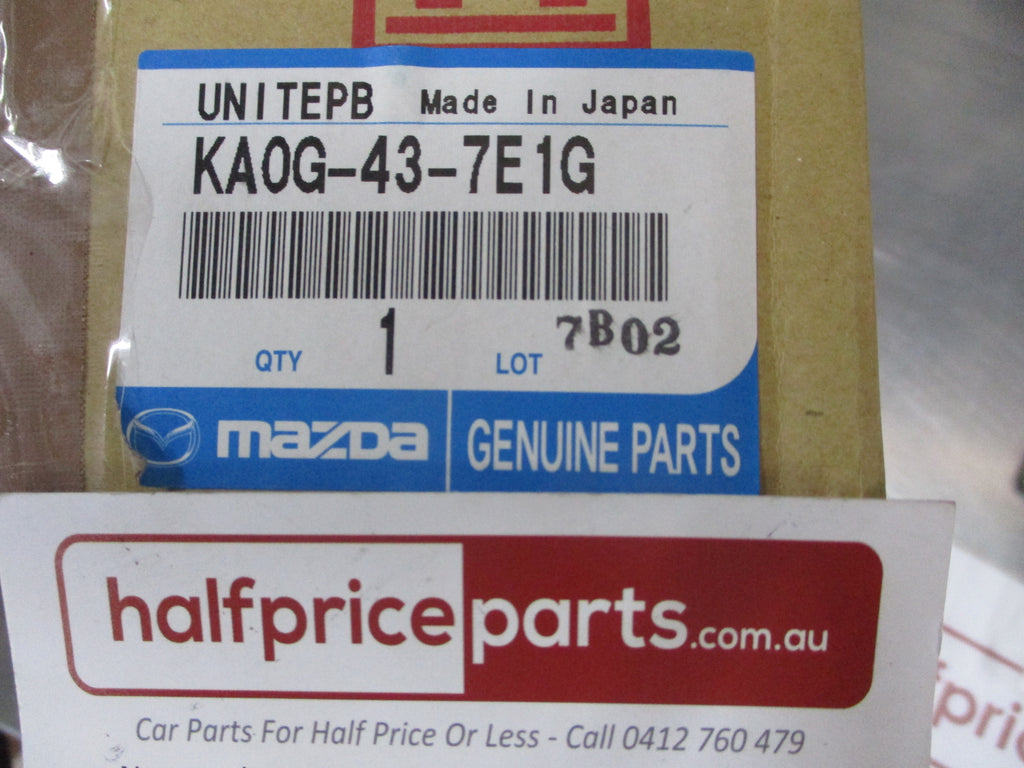 UNITEPB Made In Japan
KA0G-43-7E1G
QTY 1 LOT 7B02
mazda GENUINE PARTS
halfpriceparts.com.au
Car Parts For Half Price Or Less - Call 0412 760 479